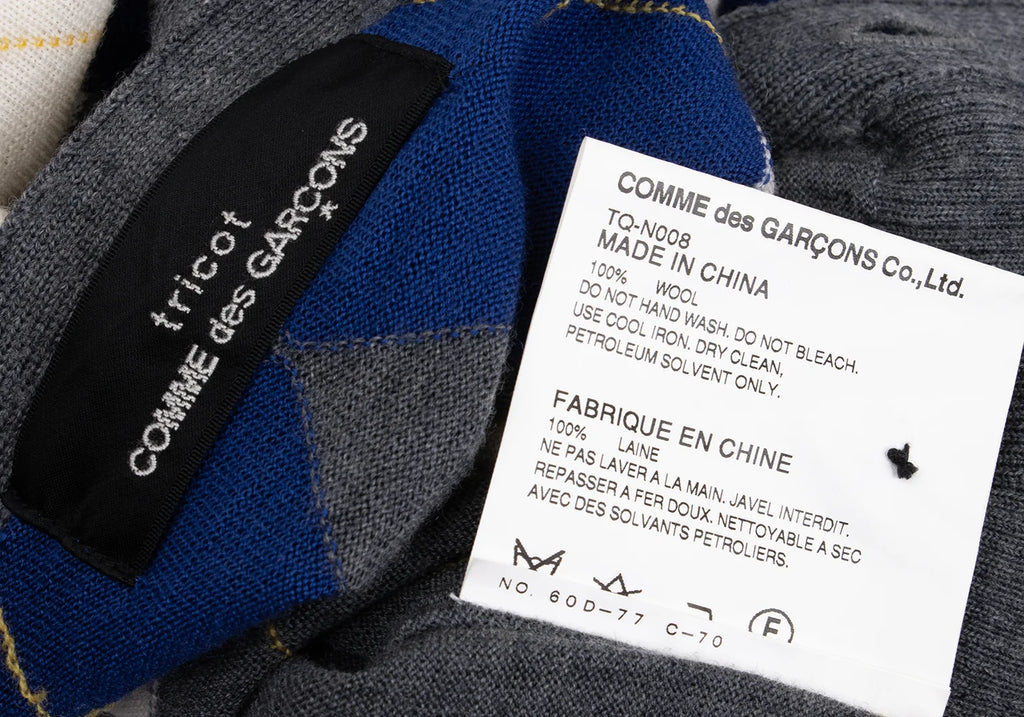 tricot
COMME des GARÇONS
*
COMME des GARÇONS Co.,Ltd.
TQ-N008
MADE IN CHINA
100% WOOL
DO NOT HAND WASH. DO NOT BLEACH.
USE COOL IRON. DRY CLEAN,
PETROLEUM SOLVENT ONLY.
FABRIQUE EN CHINE
100% LAINE
NE PAS LAVER A LA MAIN. JAVEL INTERDIT.
REPASSER A FER DOUX. NETTOYABLE A SEC
AVEC DES SOLVANTS PETROLIERS.
F
NO. 60D-77 C-70